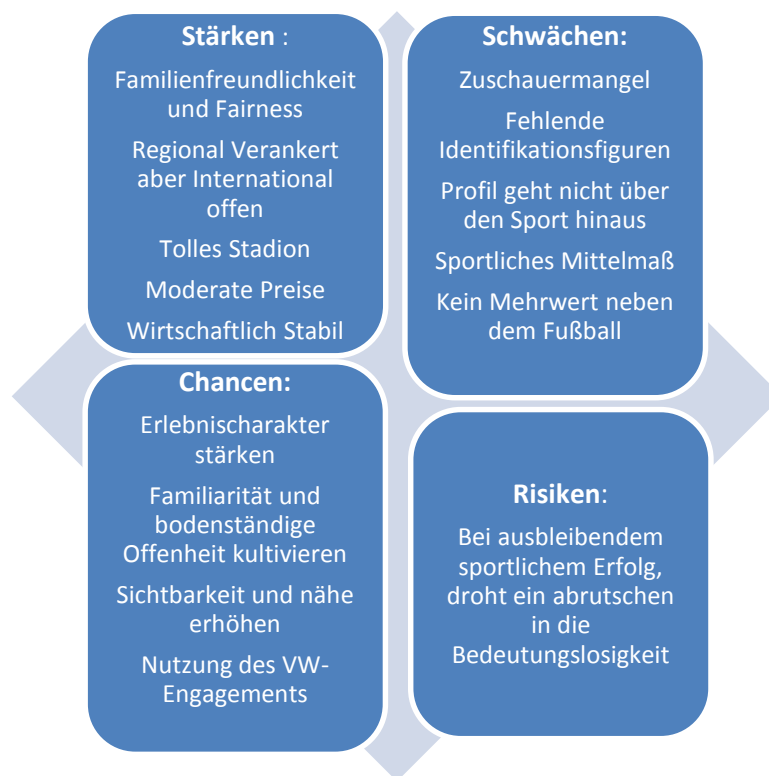 Stärken :
Familienfreundlichkeit
und Fairness
Regional Verankert
aber International
offen
Tolles Stadion
Moderate Preise
Wirtschaftlich Stabil
Schwächen:
Zuschauermangel
Fehlende
Identifikationsfiguren
Profil geht nicht über
den Sport hinaus
Sportliches Mittelmaß
Kein Mehrwert neben
dem Fußball
Chancen:
Erlebnischarakter
stärken
Familiarität und
bodenständige
Offenheit kultivieren
Sichtbarkeit und nähe
erhöhen
Nutzung des VW-
Engagements
Risiken:
Bei ausbleibendem
sportlichem Erfolg,
droht ein abrutschen
in die
Bedeutungslosigkeit